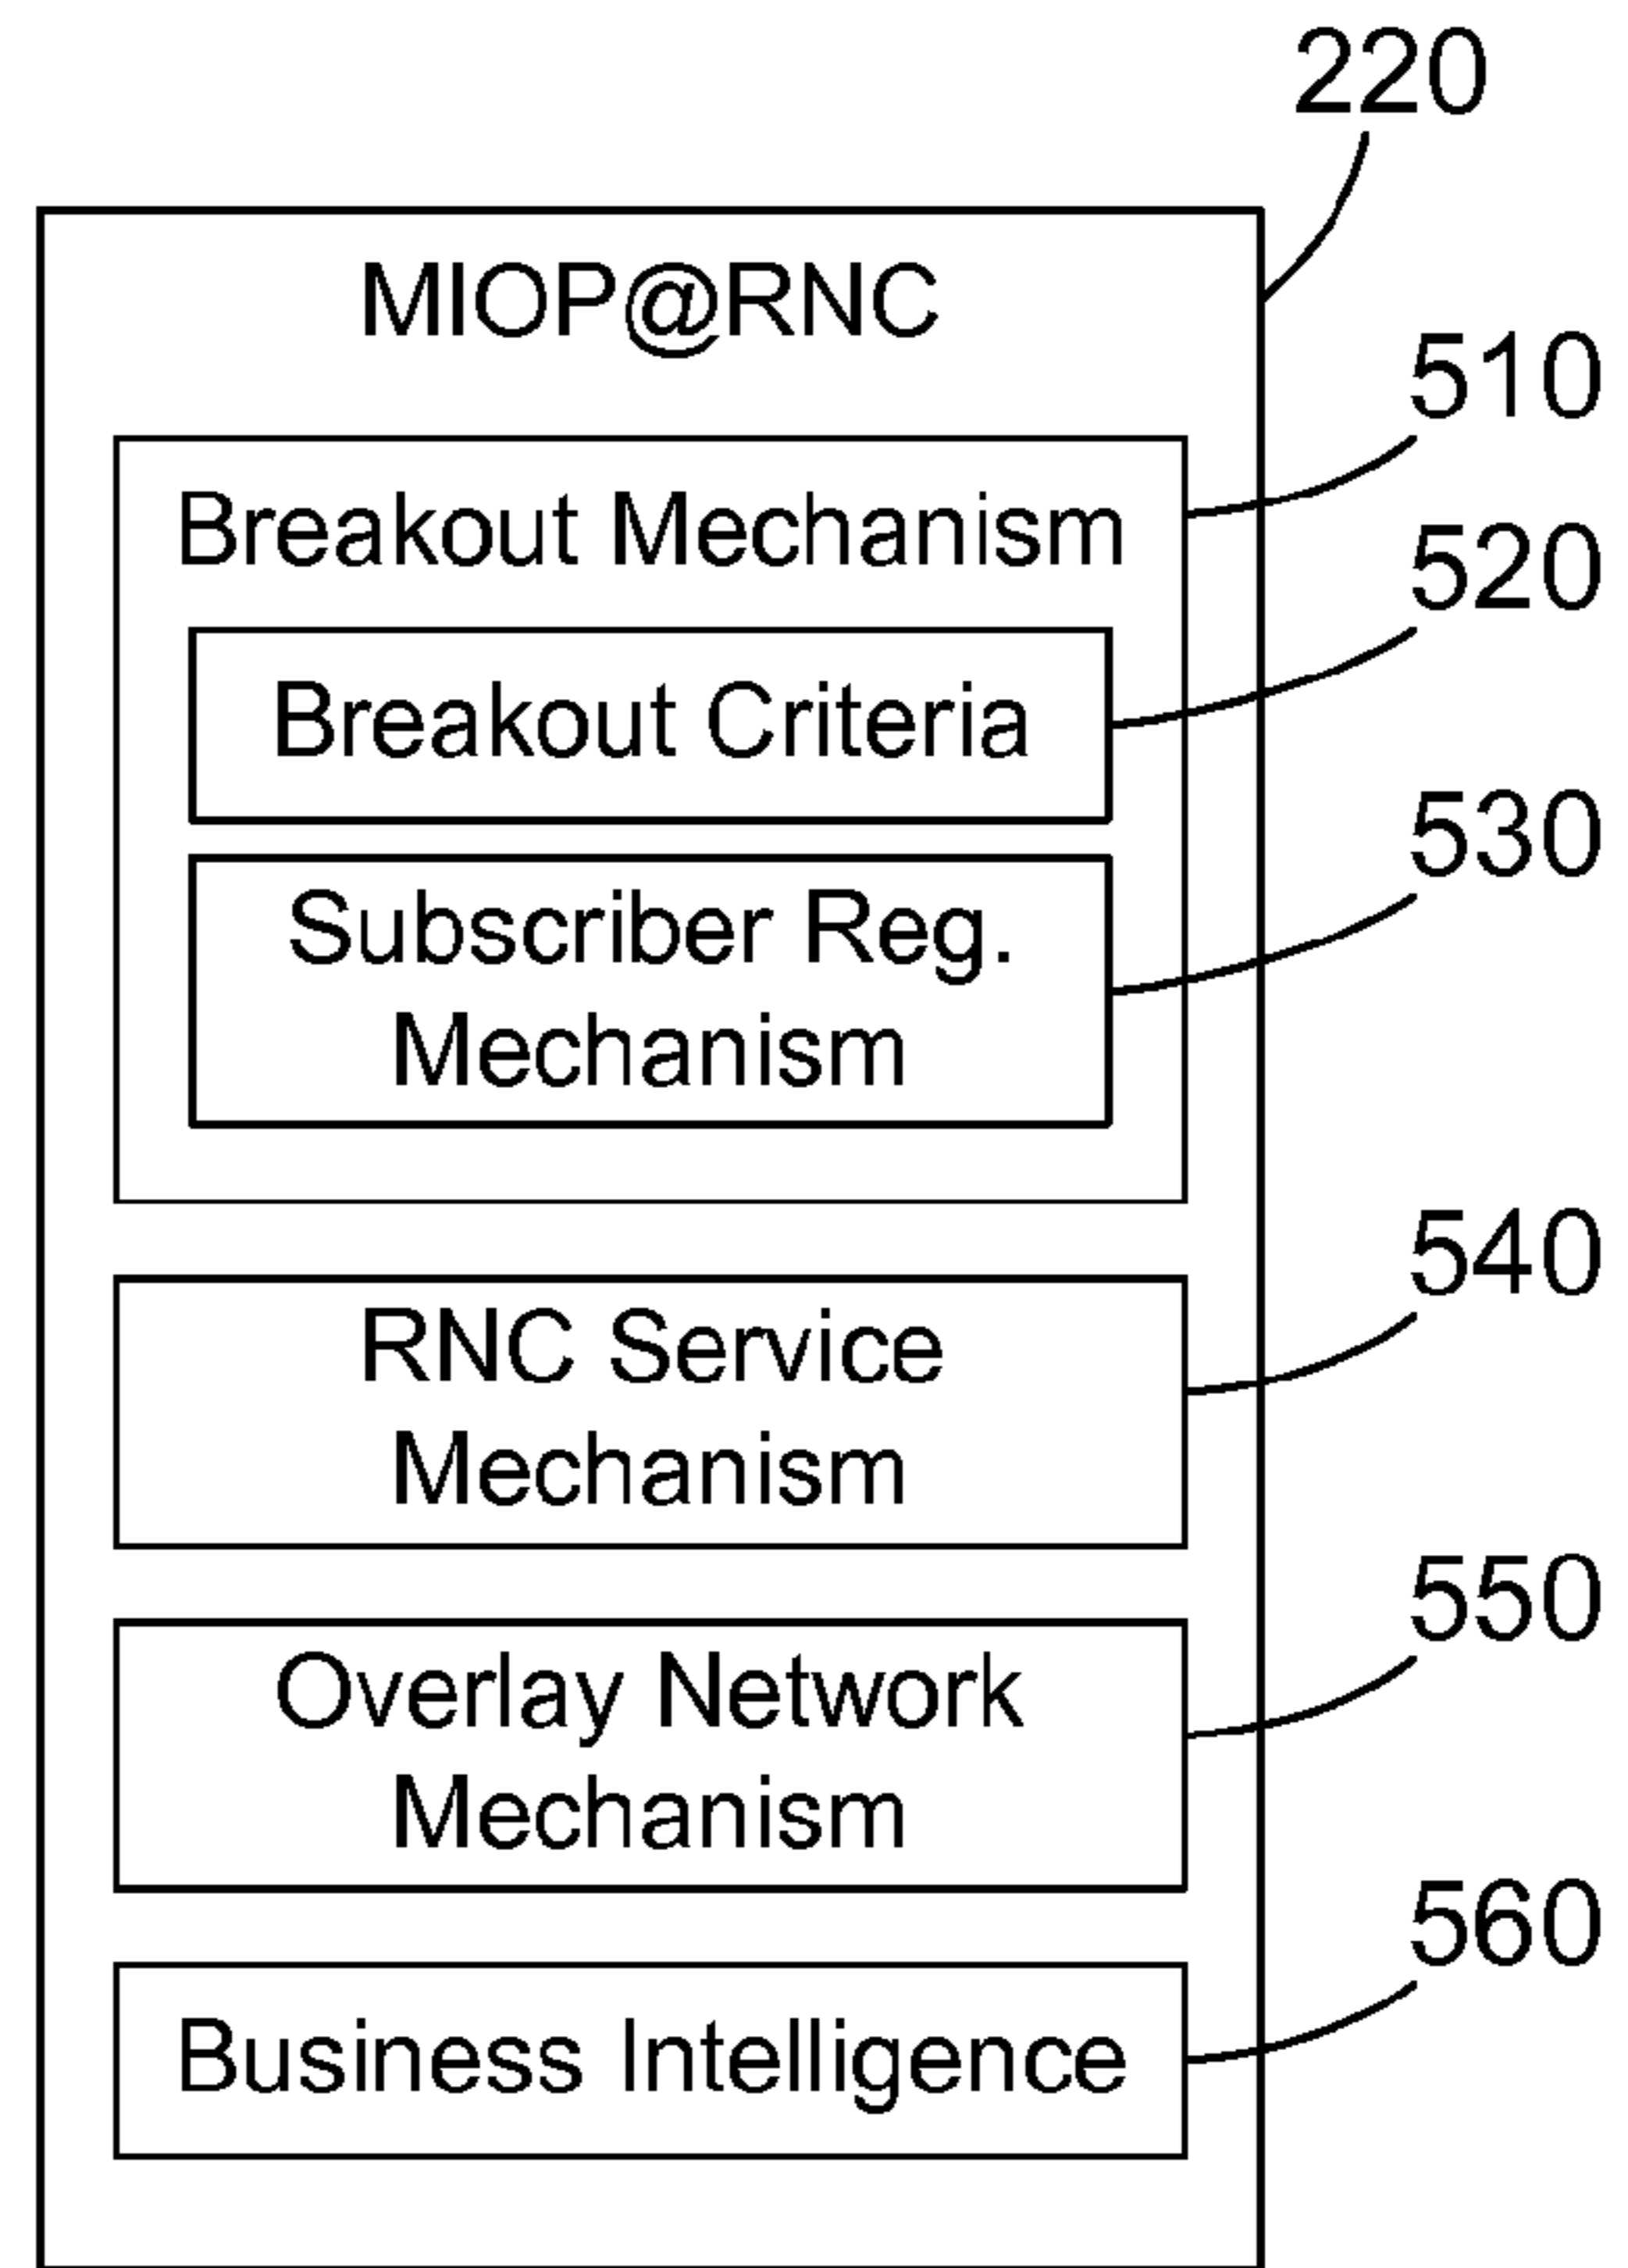 220
MIOP@RNC
510
Breakout Mechanism
520
Breakout Criteria
530
Subscriber Reg.
Mechanism
540
RNC Service
Mechanism
550
Overlay Network
Mechanism
560
Business Intelligence